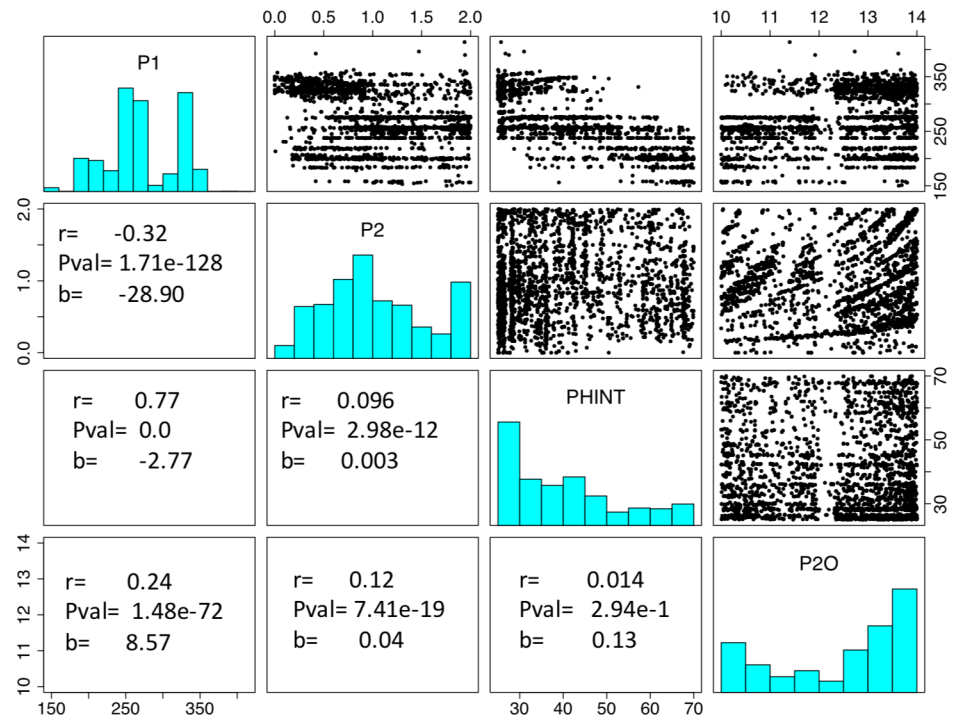 0.0 0.5 1.0 1.5 2.0 10 11 12 13 14
P1
150 250 350
0.0 1.0 2.0
r= -0.32
Pval= 1.71e-128
b= -28.90
P2
r= 0.77
Pval= 0.0
b= -2.77
r= 0.096
Pval= 2.98e-12
b= 0.003
PHINT
30 50 70
10 11 12 13 14
r= 0.24
Pval= 1.48e-72
b= 8.57
r= 0.12
Pval= 7.41e-19
b= 0.04
r= 0.014
Pval= 2.94e-1
b= 0.13
P2O
150 250 350 30 40 50 60 70